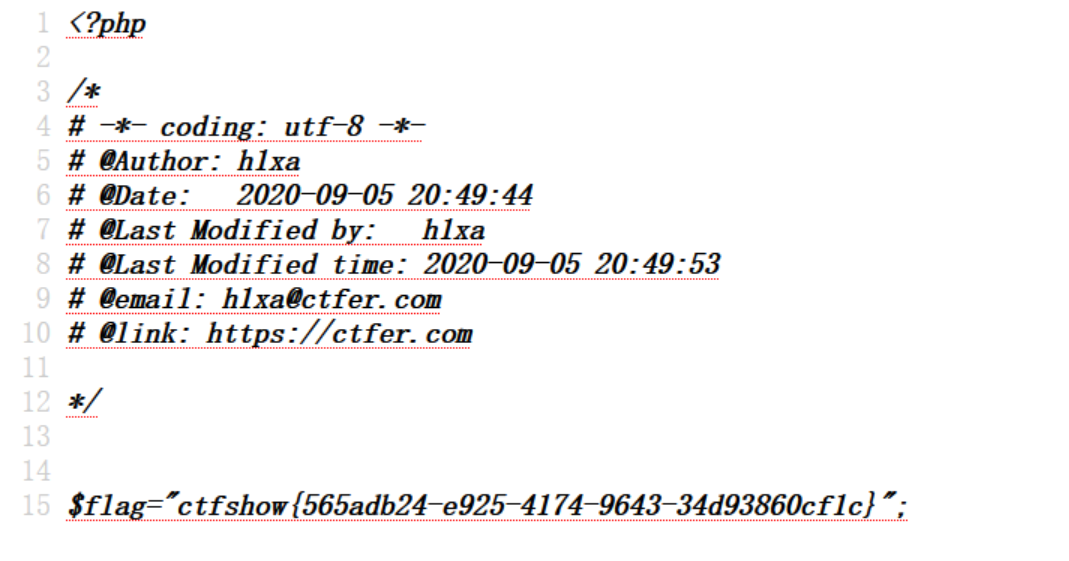 1 <?php
2
3 /*
4 # -*- coding: utf-8 -*-
5 # @Author: h1xa
6 # @Date:   2020-09-05 20:49:44
7 # @Last Modified by:   h1xa
8 # @Last Modified time: 2020-09-05 20:49:53
9 # @email: h1xa@ctfer.com
10 # @link: https://ctfer.com
11
12 */
13
14
15 $flag="ctfshow{565adb24-e925-4174-9643-34d93860cf1c}";